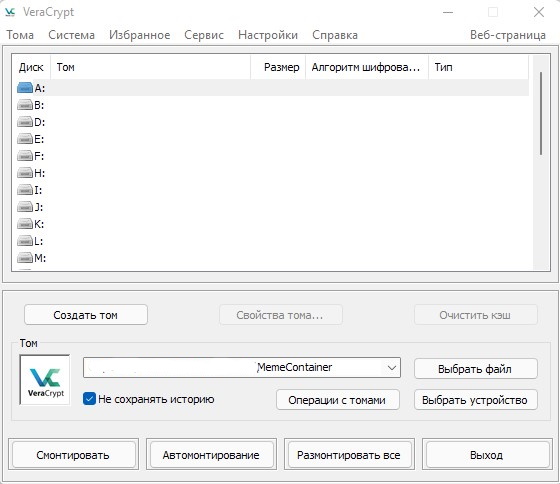 VeraCrypt
Тома Система Избранное Сервис Настройки Справка Веб-страница
Диск Том Размер Алгоритм шифрова... Тип
A:
B:
D:
E:
F:
H:
I:
J:
K:
L:
M:
Создать том Свойства тома... Очистить кэш
Том
VeraCrypt
MemeContainer Выбрать файл
Не сохранять историю Операции с томами Выбрать устройство
Смонтировать Автомонтирование Размонтировать все Выход